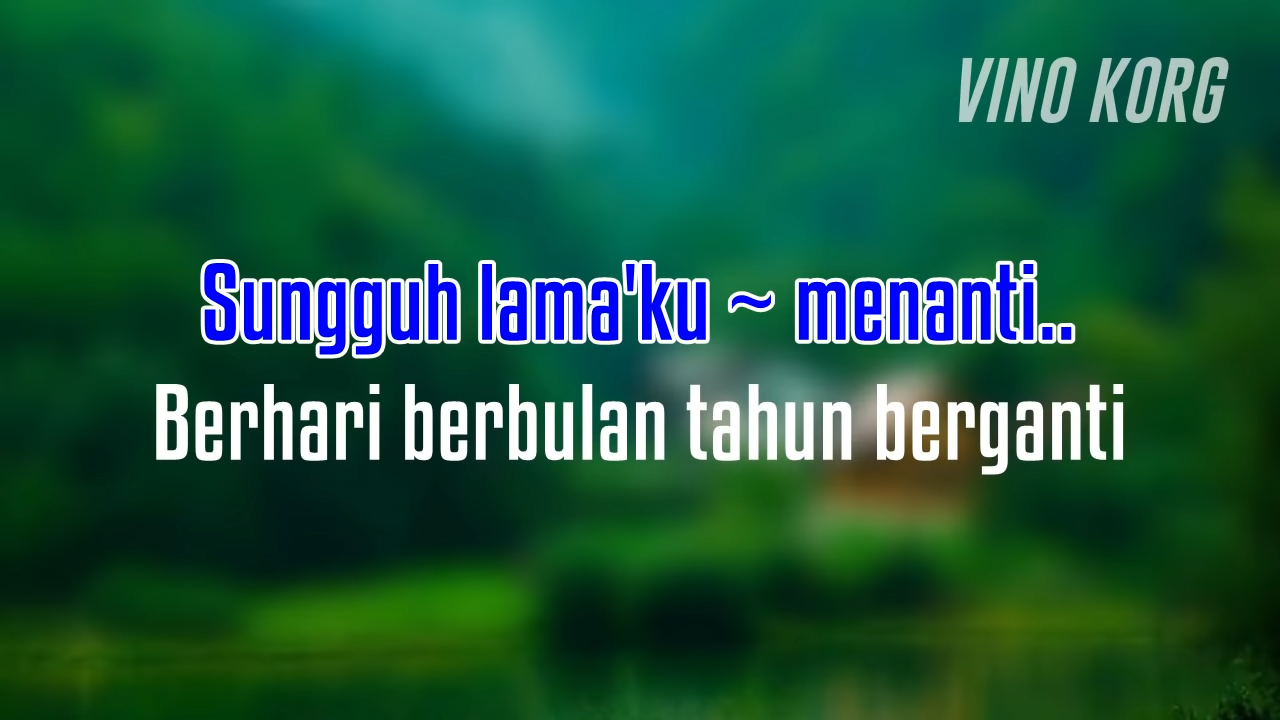 VINO KORG
Sungguh lama'ku ~ menanti..
Berhari berbulan tahun berganti